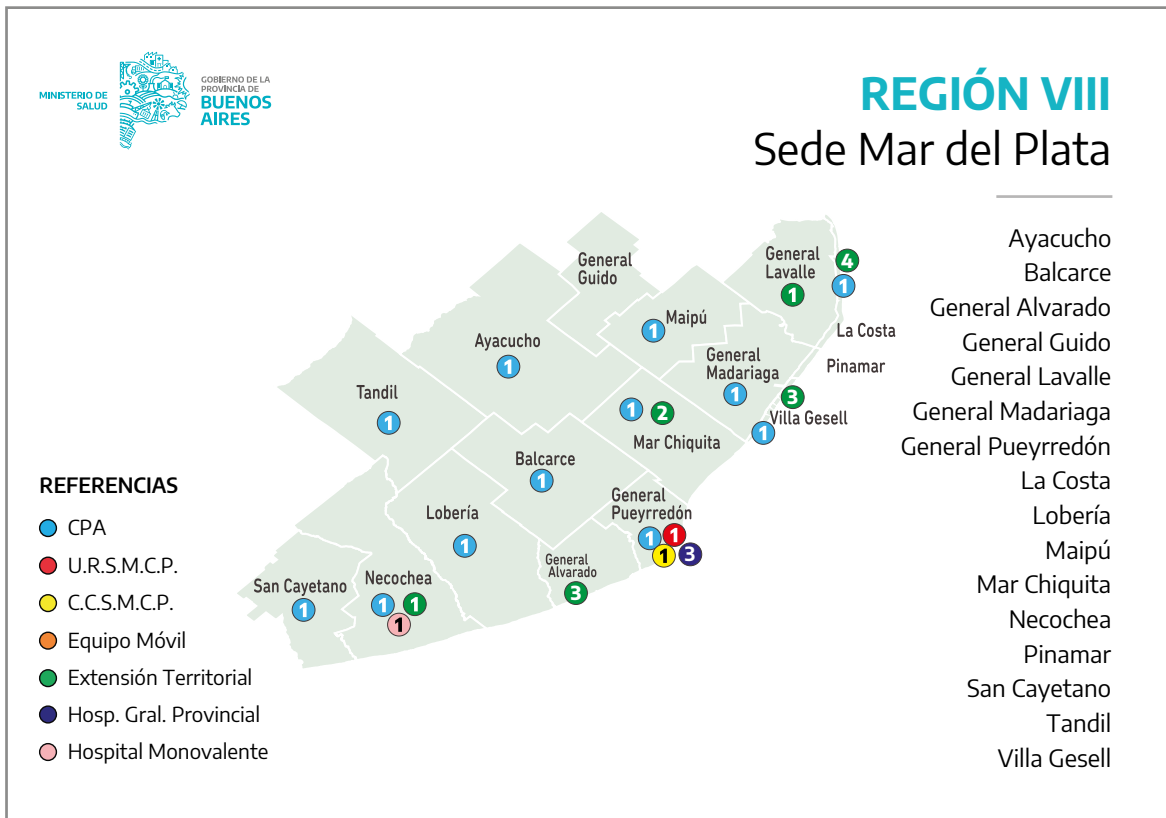 MINISTERIO DE
SALUD
GOBIERNO DE LA
PROVINCIA DE
BUENOS
AIRES
REGIÓN VIII
Sede Mar del Plata
Ayacucho
Balcarce
General Alvarado
General Guido
General Lavalle
General Madariaga
General Pueyrredón
La Costa
Lobería
Maipú
Mar Chiquita
Necochea
Pinamar
San Cayetano
Tandil
Villa Gesell
General
Guido
General
Lavalle
1
4
1
La Costa
Maipú
1
Ayacucho
1
General
Madariaga
1
Pinamar
Tandil
1
3
Villa Gesell
1
1 2
Mar Chiquita
Balcarce
1
General
Pueyrredón
1 1
1 3
Lobería
1
General
Alvarado
3
San Cayetano
1
Necochea
1 1
1
REFERENCIAS
CPA
U.R.S.M.C.P.
C.C.S.M.C.P.
Equipo Móvil
Extensión Territorial
Hosp. Gral. Provincial
Hospital Monovalente